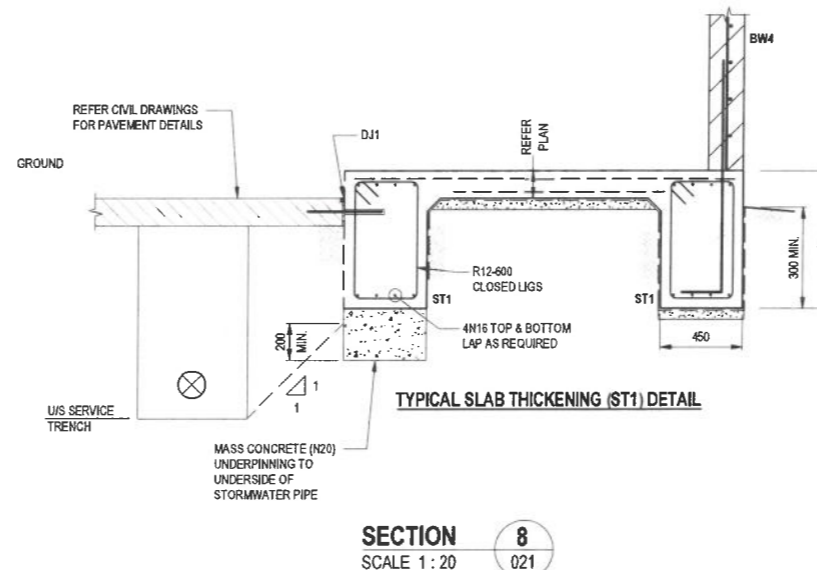 BW4
REFER CIVIL DRAWINGS
FOR PAVEMENT DETAILS
DJ1
REFER
PLAN
GROUND
300 MIN.
R12-600
CLOSED LIGS
ST1
ST1
4N16 TOP & BOTTOM
LAP AS REQUIRED
200
MIN.
450
1
1
TYPICAL SLAB THICKENING (ST1) DETAIL
U/S SERVICE
TRENCH
MASS CONCRETE (N20)
UNDERPINNING TO
UNDERSIDE OF
STORMWATER PIPE
SECTION 8
SCALE 1 : 20 021